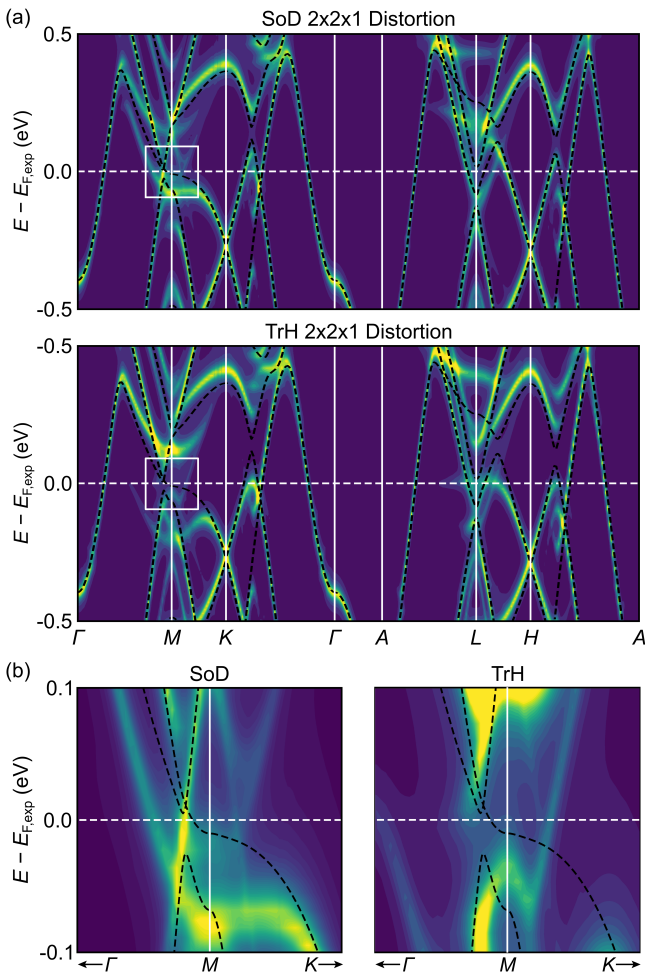 (a)
SoD 2x2x1 Distortion
0.5
0.0
-0.5
E − E_F,exp (eV)
TrH 2x2x1 Distortion
-0.5
0.0
-0.5
E − E_F,exp (eV)
Γ M K Γ A L H A
(b)
SoD TrH
0.1
0.0
-0.1
E − E_F,exp (eV)
←Γ M K→ ←Γ M K→